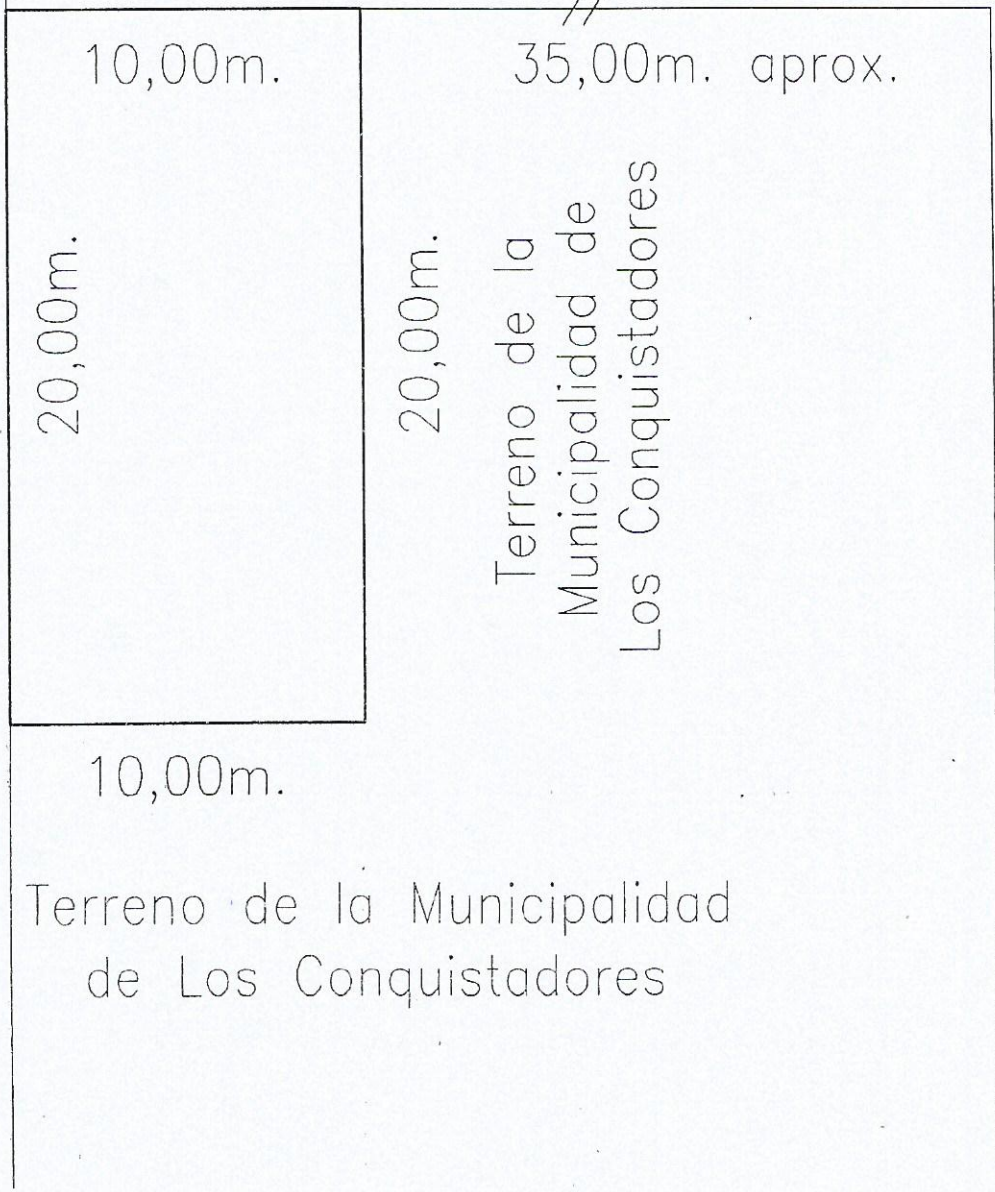 10,00m.
35,00m. aprox.
20,00m.
20,00m.
Terreno de la
Municipalidad de
Los Conquistadores
10,00m.
Terreno de la Municipalidad
de Los Conquistadores